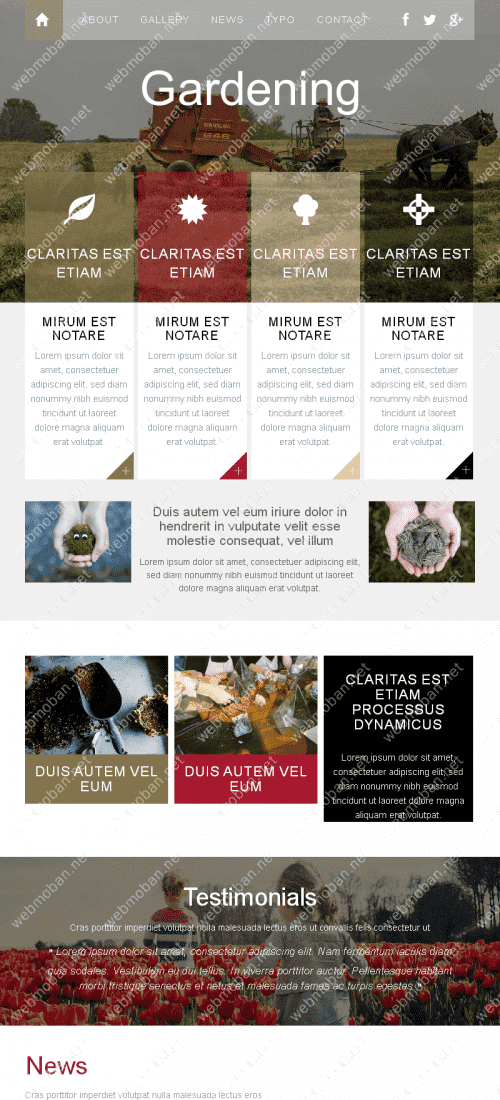 ABOUT GALLERY NEWS TYPO CONTACT
Gardening
CLARITAS EST
ETIAM
CLARITAS EST
ETIAM
CLARITAS EST
ETIAM
CLARITAS EST
ETIAM
MIRUM EST
NOTARE
Lorem ipsum dolor sit
amet, consectetuer
adipiscing elit, sed diam
nonummy nibh euismod
tincidunt ut laoreet
dolore magna aliquam
erat volutpat.
MIRUM EST
NOTARE
Lorem ipsum dolor sit
amet, consectetuer
adipiscing elit, sed diam
nonummy nibh euismod
tincidunt ut laoreet
dolore magna aliquam
erat volutpat.
MIRUM EST
NOTARE
Lorem ipsum dolor sit
amet, consectetuer
adipiscing elit, sed diam
nonummy nibh euismod
tincidunt ut laoreet
dolore magna aliquam
erat volutpat.
MIRUM EST
NOTARE
Lorem ipsum dolor sit
amet, consectetuer
adipiscing elit, sed diam
nonummy nibh euismod
tincidunt ut laoreet
dolore magna aliquam
erat volutpat.
Duis autem vel eum iriure dolor in
hendrerit in vulputate velit esse
molestie consequat, vel illum
Lorem ipsum dolor sit amet, consectetuer adipiscing elit,
sed diam nonummy nibh euismod tincidunt ut laoreet
dolore magna aliquam erat volutpat.
DUIS AUTEM VEL
EUM
DUIS AUTEM VEL
EUM
CLARITAS EST
ETIAM
PROCESSUS
DYNAMICUS
Lorem ipsum dolor sit amet,
consectetuer adipiscing elit, sed
diam nonummy nibh euismod
tincidunt ut laoreet dolore magna
aliquam erat volutpat.
Testimonials
Cras porttitor imperdiet volutpat nulla malesuada lectus eros ut convallis felis consectetur ut
" Lorem ipsum dolor sit amet, consectetur adipiscing elit. Nam fermentum iaculis diam
quis sodales. Vestibulum eu dui tellus. In viverra porttitor auctor. Pellentesque habitant
morbi tristique senectus et netus et malesuada fames ac turpis egestas "
News
Cras porttitor imperdiet volutpat nulla malesuada lectus eros
webmoban.net